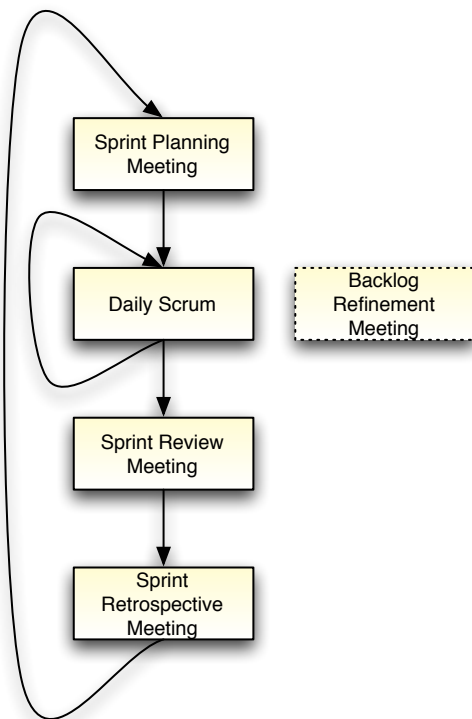 Sprint Planning
Meeting
Daily Scrum
Backlog
Refinement
Meeting
Sprint Review
Meeting
Sprint
Retrospective
Meeting